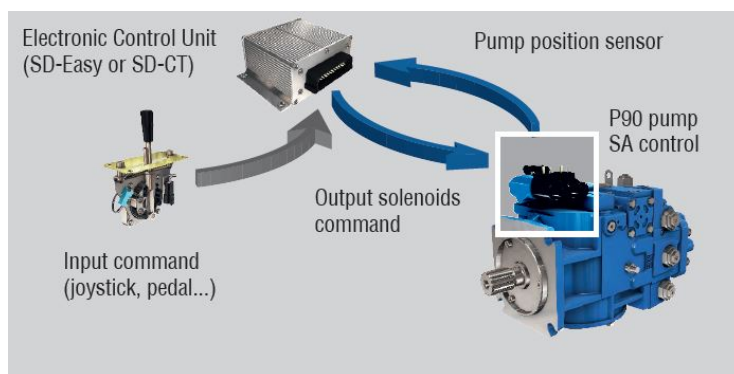 Electronic Control Unit
(SD-Easy or SD-CT)
Pump position sensor
P90 pump
SA control
Output solenoids
command
Input command
(joystick, pedal...)